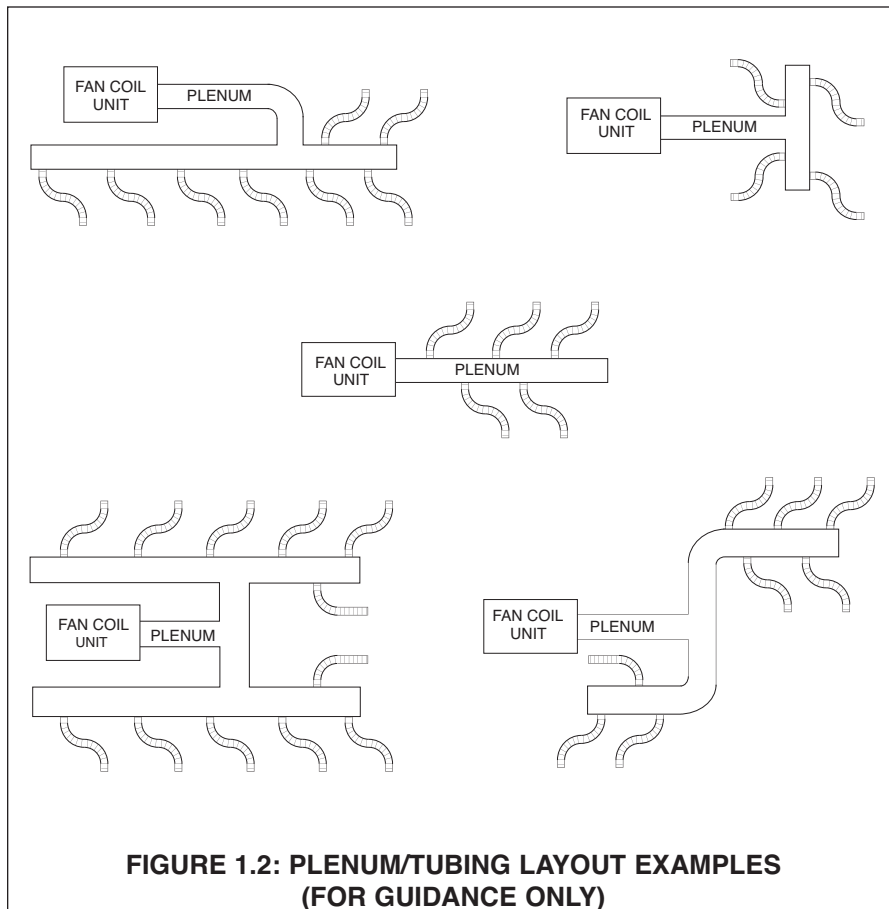 FAN COIL
UNIT
PLENUM
FAN COIL
UNIT
PLENUM
FAN COIL
UNIT
PLENUM
FAN COIL
UNIT
PLENUM
FAN COIL
UNIT
PLENUM
FIGURE 1.2: PLENUM/TUBING LAYOUT EXAMPLES
(FOR GUIDANCE ONLY)